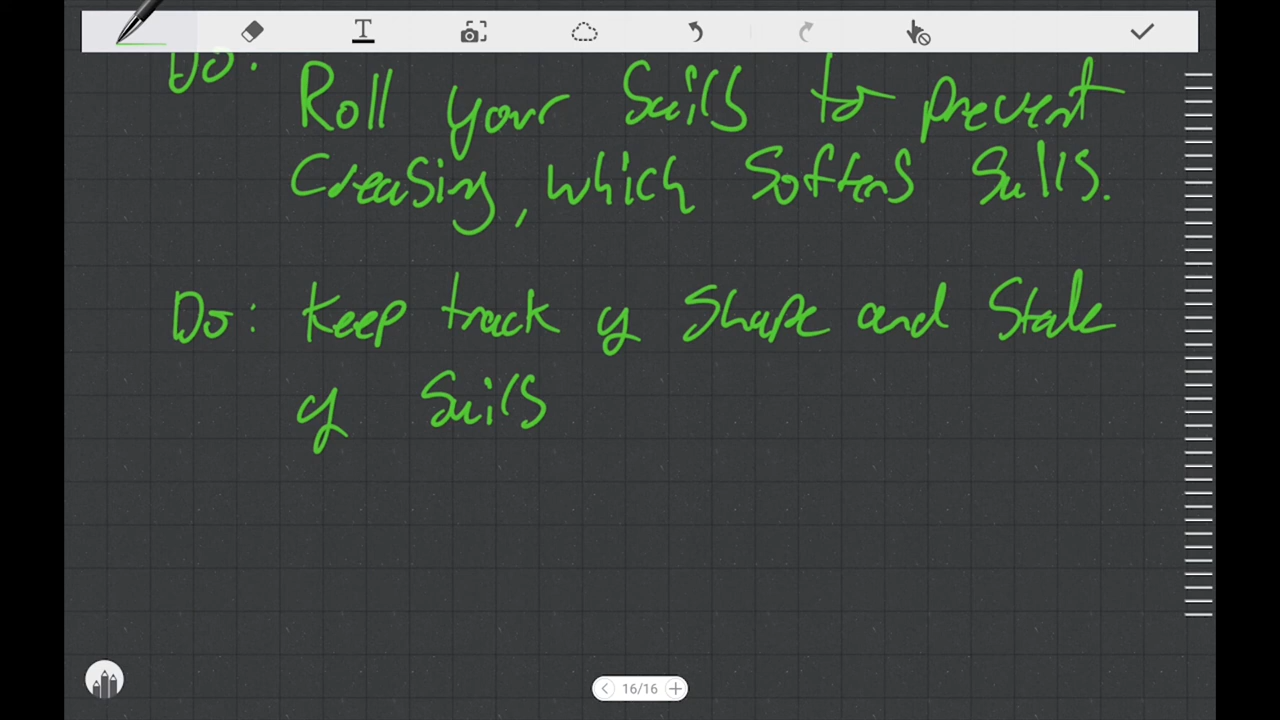 T
Do:
Roll your Sails to prevent
Creasing, which Softens Sails.
Do: Keep track of Shape and State
of Sails
16/16